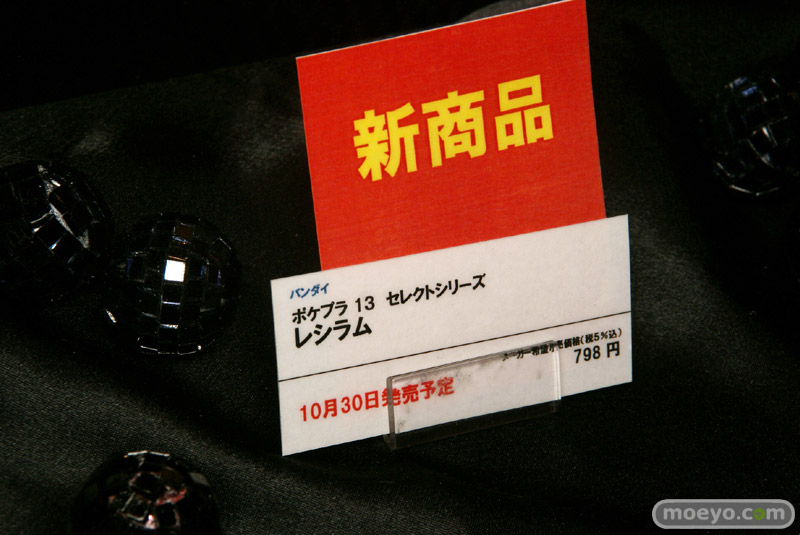 新商品
バンダイ
ポケプラ 13 セレクトシリーズ
レシラム
メーカー希望小売価格(税5%込)
798 円
10月30日発売予定
moeyo.com